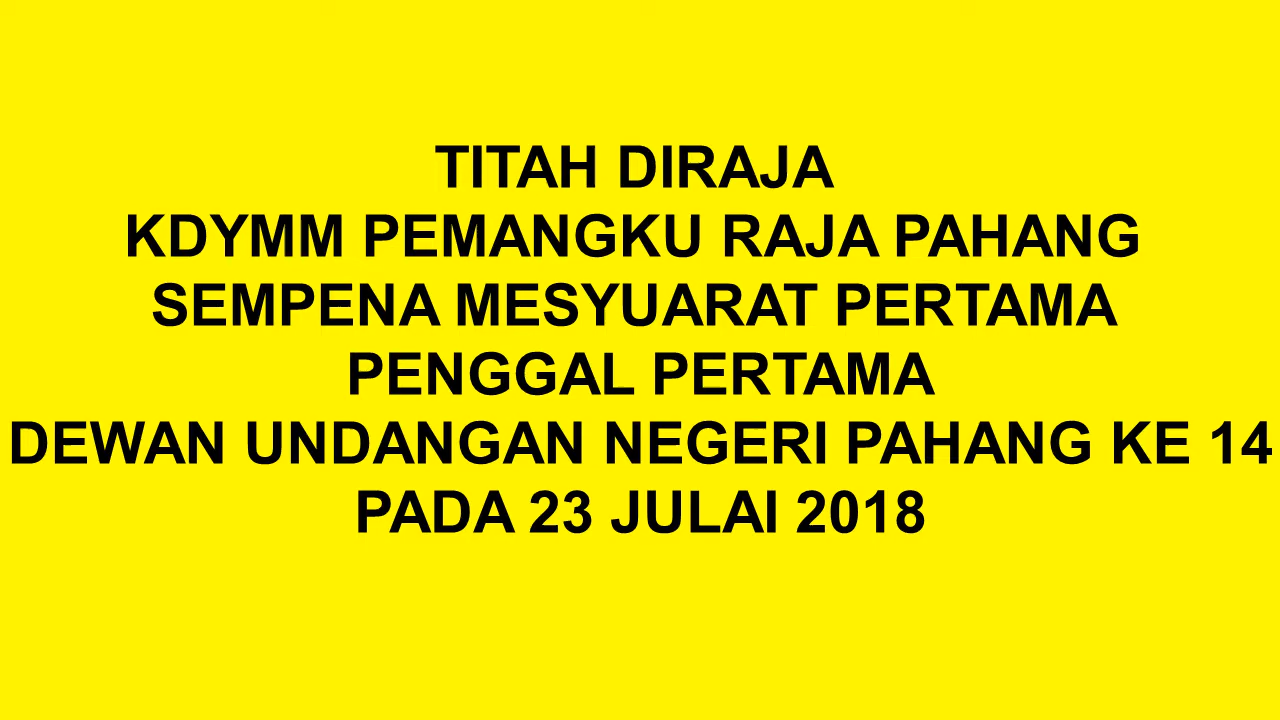 TITAH DIRAJA
KDYMM PEMANGKU RAJA PAHANG
SEMPENA MESYUARAT PERTAMA
PENGGAL PERTAMA
DEWAN UNDANGAN NEGERI PAHANG KE 14
PADA 23 JULAI 2018